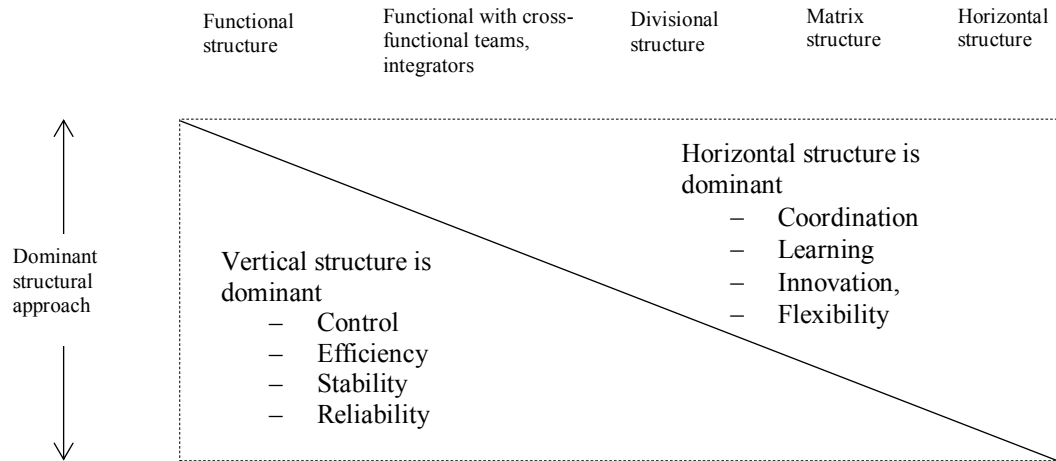 Functional
structure
Functional with cross-
functional teams,
integrators
Divisional
structure
Matrix
structure
Horizontal
structure
Horizontal structure is
dominant
– Coordination
– Learning
– Innovation,
– Flexibility
Dominant
structural
approach
Vertical structure is
dominant
– Control
– Efficiency
– Stability
– Reliability